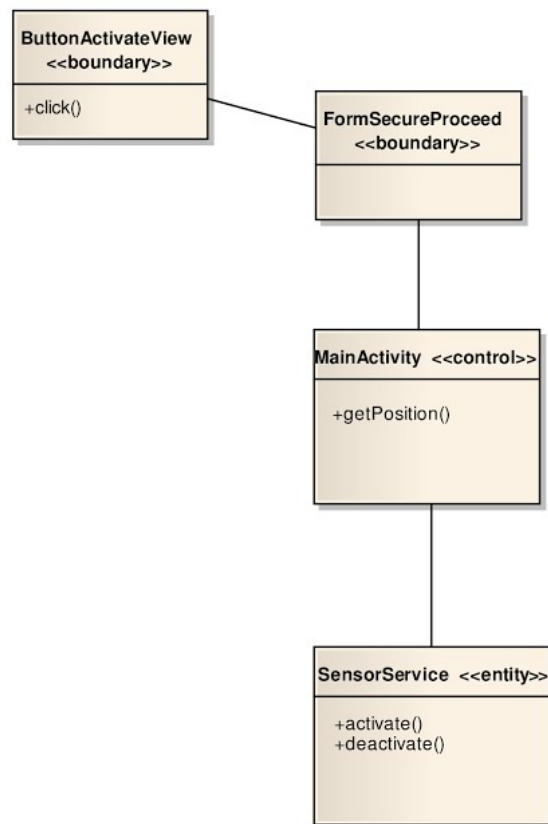 ButtonActivateView
<<boundary>>
+click()
FormSecureProceed
<<boundary>>
MainActivity <<control>>
+getPosition()
SensorService <<entity>>
+activate()
+deactivate()